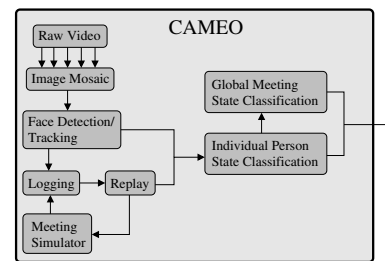 CAMEO
Raw Video
Image Mosaic
Face Detection/
Tracking
Logging
Replay
Meeting
Simulator
Global Meeting
State Classification
Individual Person
State Classification